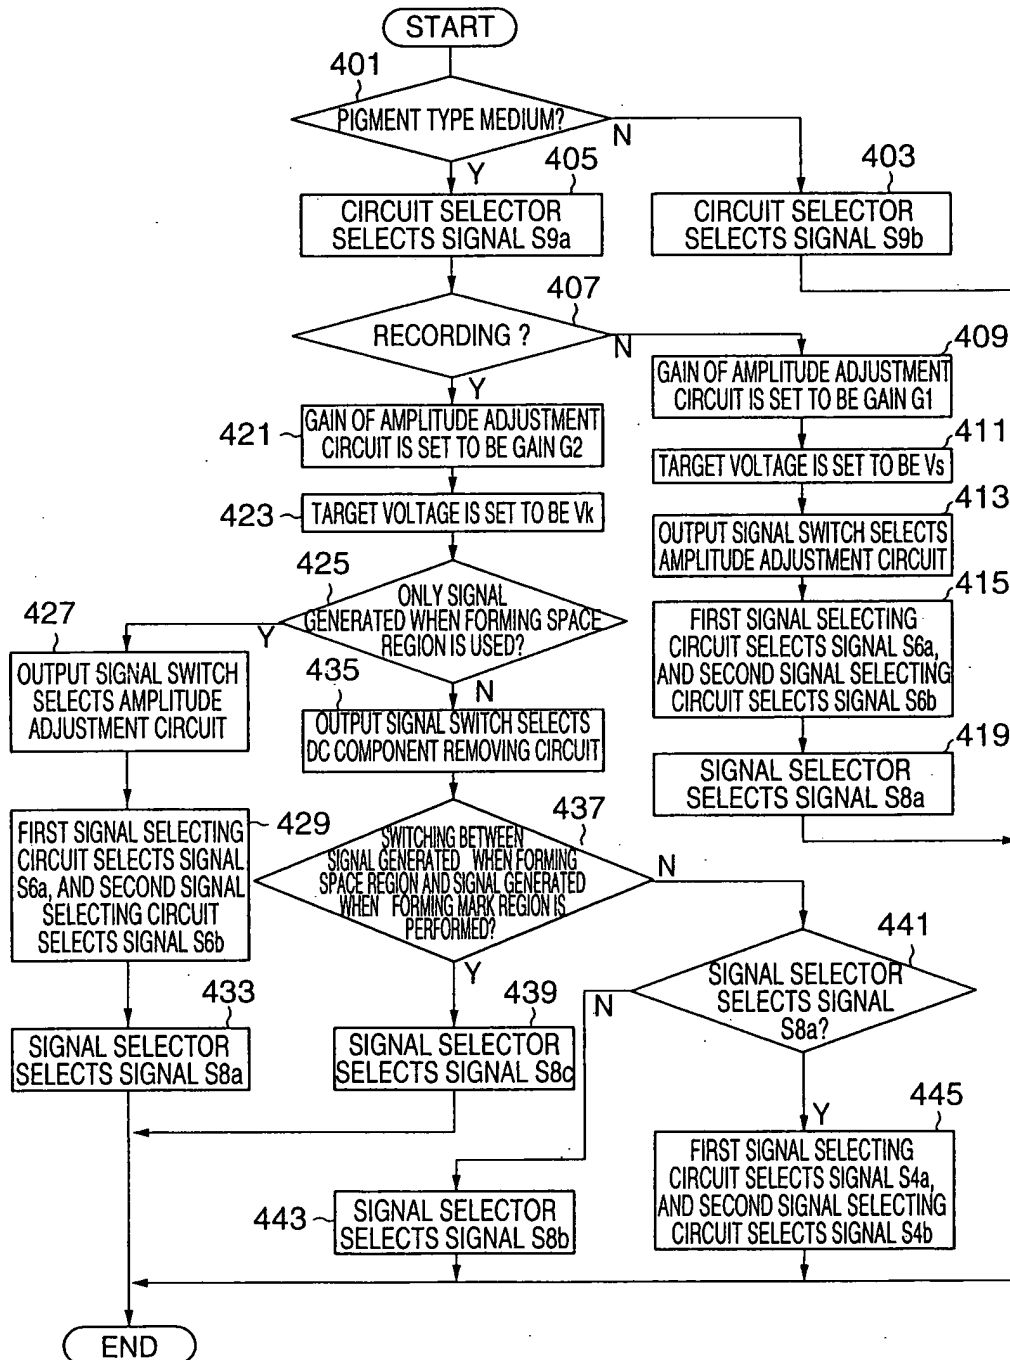 START
401
PIGMENT TYPE MEDIUM?
N
Y
405
CIRCUIT SELECTOR
SELECTS SIGNAL S9a
403
CIRCUIT SELECTOR
SELECTS SIGNAL S9b
407
RECORDING ?
N
Y
409
GAIN OF AMPLITUDE ADJUSTMENT
CIRCUIT IS SET TO BE GAIN G1
421
GAIN OF AMPLITUDE ADJUSTMENT
CIRCUIT IS SET TO BE GAIN G2
411
TARGET VOLTAGE IS SET TO BE Vs
423
TARGET VOLTAGE IS SET TO BE Vk
413
OUTPUT SIGNAL SWITCH SELECTS
AMPLITUDE ADJUSTMENT CIRCUIT
425
ONLY SIGNAL
GENERATED WHEN FORMING SPACE
REGION IS USED?
Y
N
415
FIRST SIGNAL SELECTING
CIRCUIT SELECTS SIGNAL S6a,
AND SECOND SIGNAL SELECTING
CIRCUIT SELECTS SIGNAL S6b
427
OUTPUT SIGNAL SWITCH
SELECTS AMPLITUDE
ADJUSTMENT CIRCUIT
435
OUTPUT SIGNAL SWITCH SELECTS
DC COMPONENT REMOVING CIRCUIT
419
SIGNAL SELECTOR
SELECTS SIGNAL S8a
429
FIRST SIGNAL SELECTING
CIRCUIT SELECTS SIGNAL
S6a, AND SECOND SIGNAL
SELECTING CIRCUIT
SELECTS SIGNAL S6b
437
SWITCHING BETWEEN
SIGNAL GENERATED WHEN FORMING
SPACE REGION AND SIGNAL GENERATED
WHEN FORMING MARK REGION IS
PERFORMED?
N
Y
441
SIGNAL SELECTOR
SELECTS SIGNAL
S8a?
N
Y
433
SIGNAL SELECTOR
SELECTS SIGNAL S8a
439
SIGNAL SELECTOR
SELECTS SIGNAL S8c
445
FIRST SIGNAL SELECTING
CIRCUIT SELECTS SIGNAL S4a,
AND SECOND SIGNAL SELECTING
CIRCUIT SELECTS SIGNAL S4b
443
SIGNAL SELECTOR
SELECTS SIGNAL S8b
END